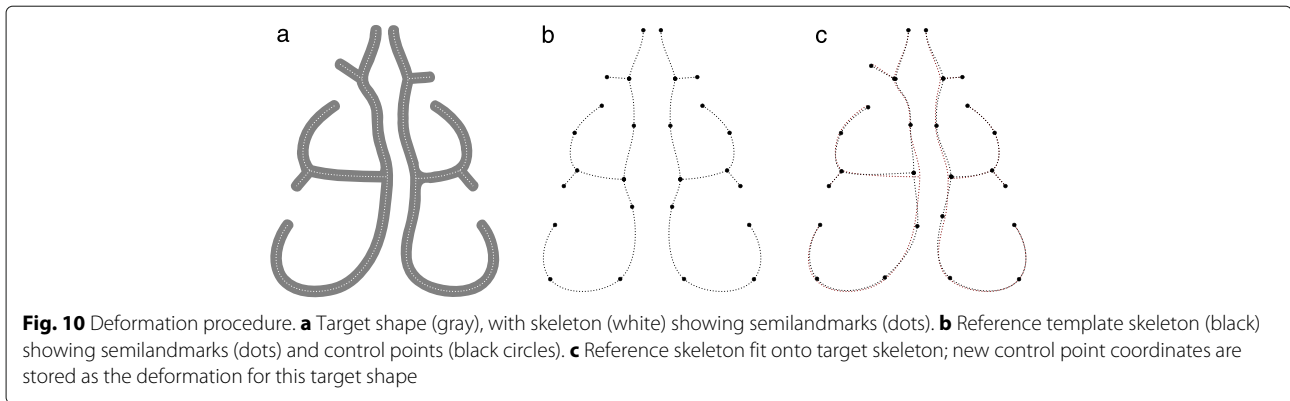 a
b
c
Fig. 10 Deformation procedure. a Target shape (gray), with skeleton (white) showing semilandmarks (dots). b Reference template skeleton (black)
showing semilandmarks (dots) and control points (black circles). c Reference skeleton fit onto target skeleton; new control point coordinates are
stored as the deformation for this target shape